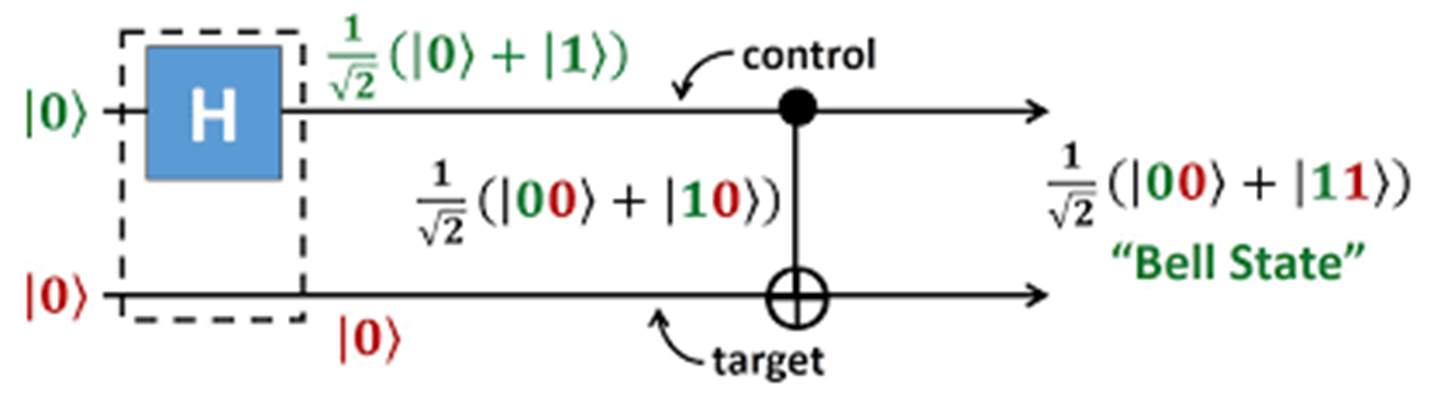 |0⟩ H 1/√2 (|0⟩ + |1⟩) control
1/√2 (|00⟩ + |10⟩) 1/√2 (|00⟩ + |11⟩)
“Bell State”
|0⟩ |0⟩ target